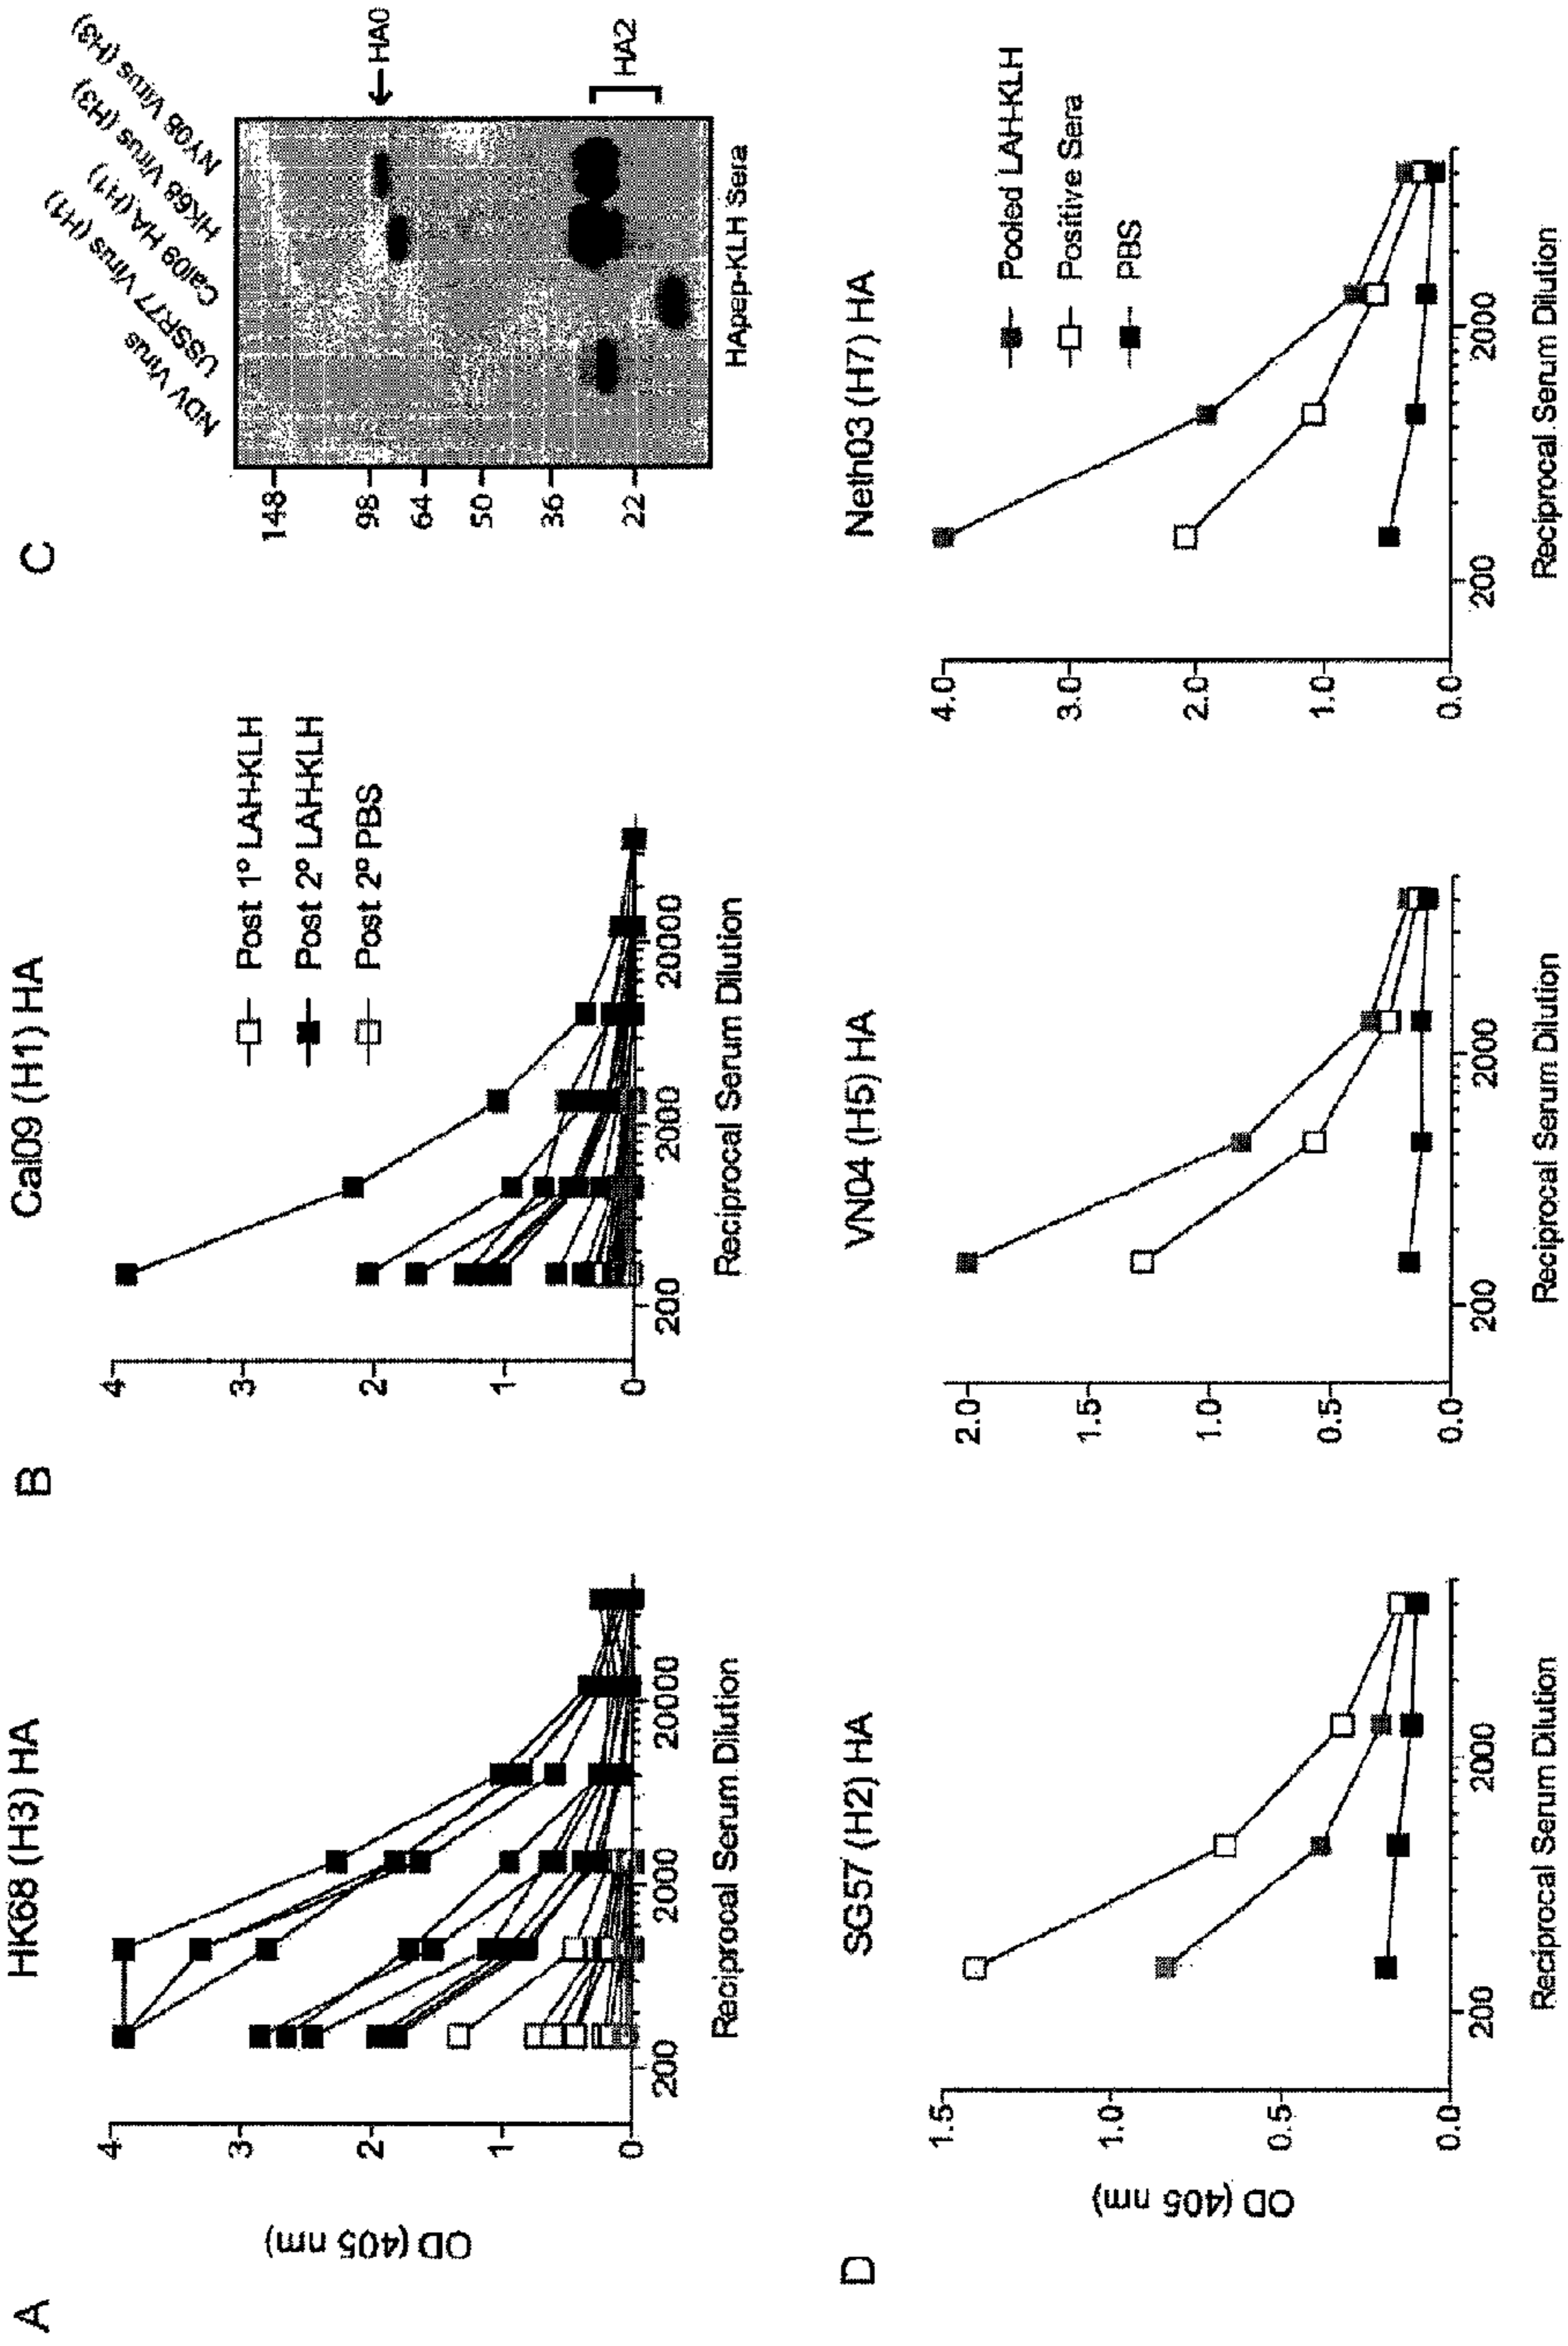 A
HK68 (H3) HA
OD (405 nm)
4
3
2
1
0
200
2000
20000
Reciprocal Serum Dilution
B
Cal09 (H1) HA
4
3
2
1
0
200
2000
20000
Reciprocal Serum Dilution
Post 1º LAH-KLH
Post 2º LAH-KLH
Post 2º PBS
C
NDV Virus
USSR77 Virus (H1)
Cal09 HA (H1)
HK68 Virus (H3)
NY08 Virus (H3)
148
98
64
50
36
22
HA0
HA2
HApep-KLH Sera
D
SG57 (H2) HA
OD (405 nm)
1.5
1.0
0.5
0.0
200
2000
Reciprocal Serum Dilution
VN04 (H5) HA
2.0
1.5
1.0
0.5
0.0
200
2000
Reciprocal Serum Dilution
Neth03 (H7) HA
4.0
3.0
2.0
1.0
0.0
200
2000
Reciprocal Serum Dilution
Pooled LAH-KLH
Positive Sera
PBS